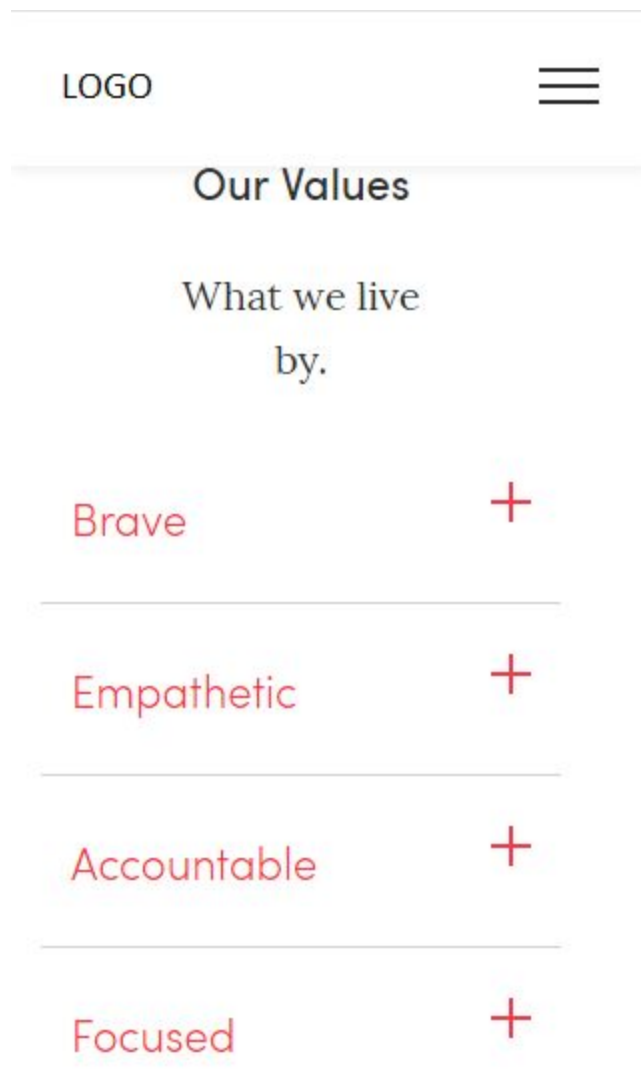 LOGO
Our Values
What we live
by.
Brave
Empathetic
Accountable
Focused